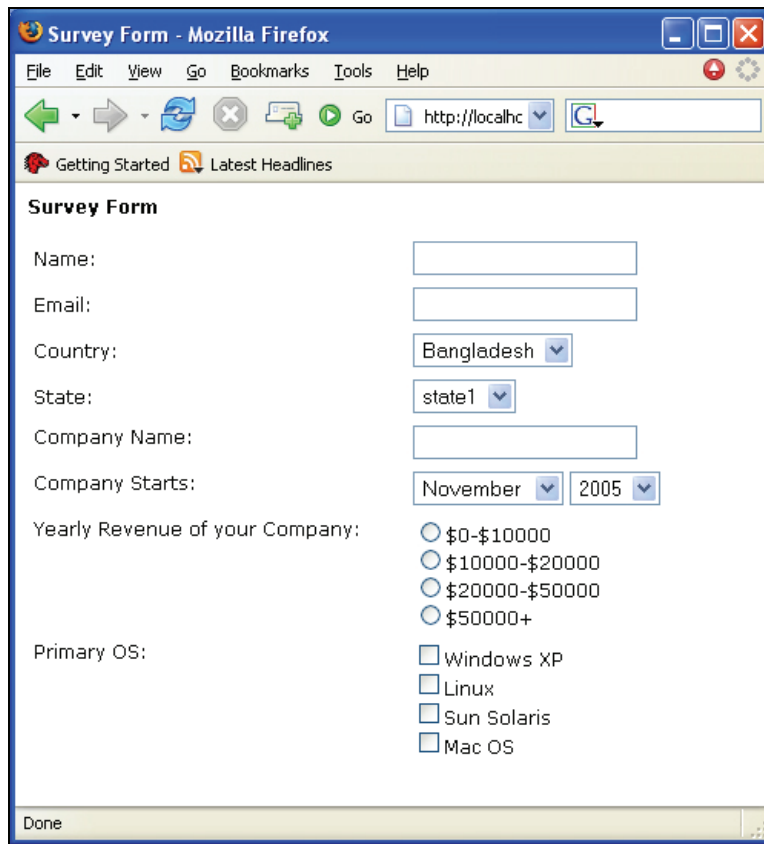 Survey Form - Mozilla Firefox
File Edit View Go Bookmarks Tools Help
Go http://localhc G
Getting Started Latest Headlines
Survey Form
Name:
Email:
Country: Bangladesh
State: state1
Company Name:
Company Starts: November 2005
Yearly Revenue of your Company: $0-$10000
$10000-$20000
$20000-$50000
$50000+
Primary OS: Windows XP
Linux
Sun Solaris
Mac OS
Done